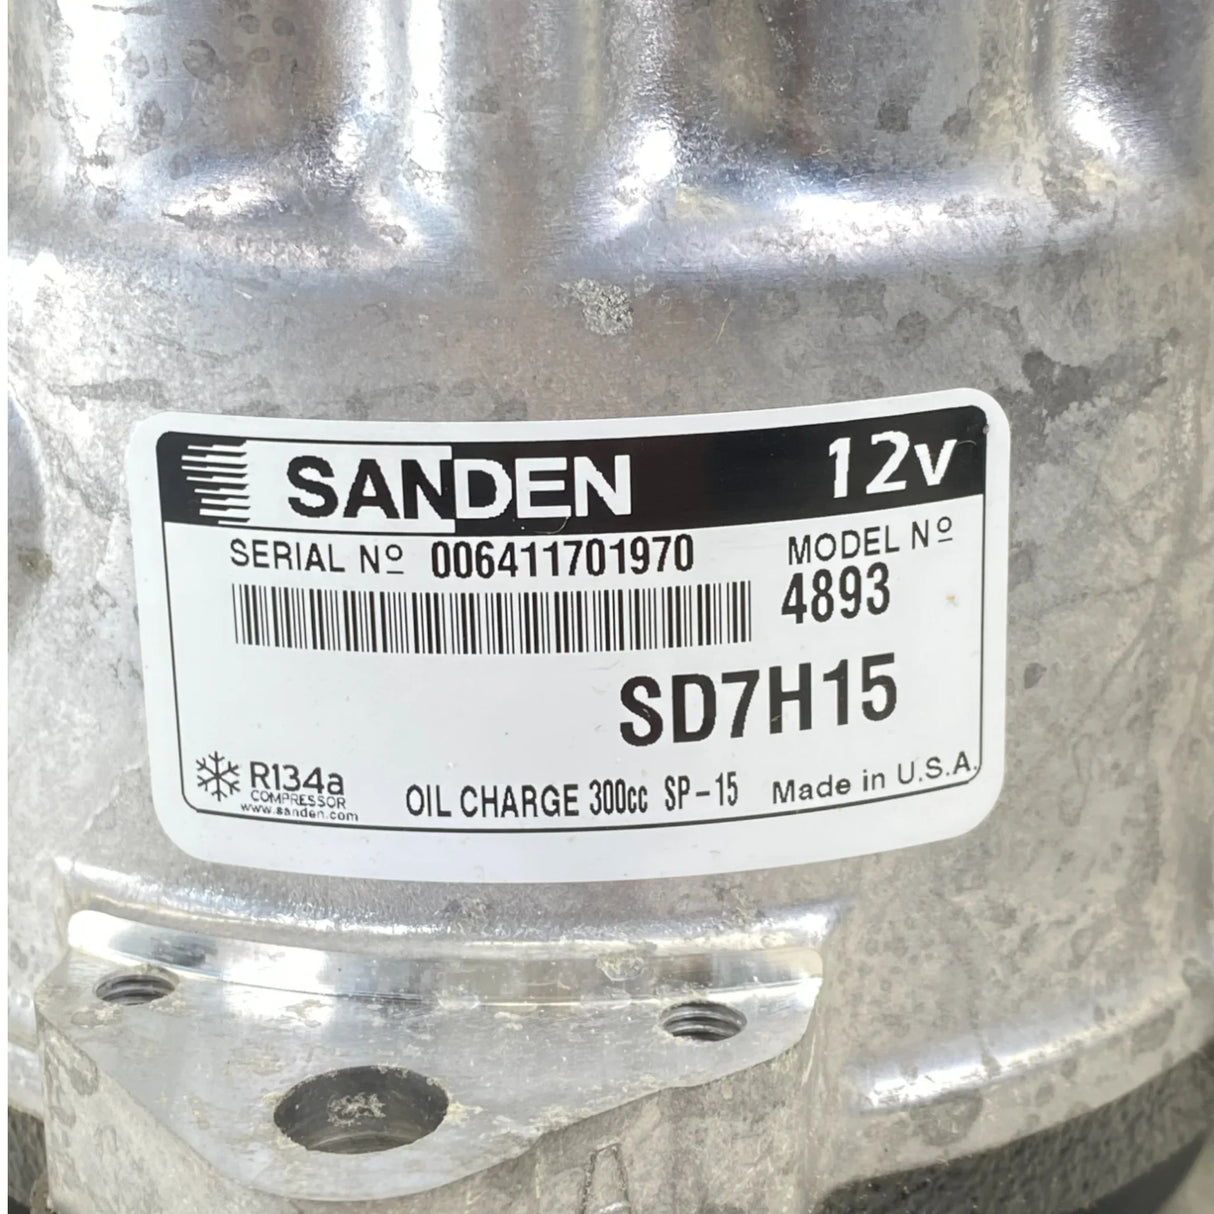 SANDEN 12v
SERIAL Nº 006411701970 MODEL Nº
4893
SD7H15
R134a
COMPRESSOR
www.sanden.com
OIL CHARGE 300cc SP-15 Made in U.S.A.